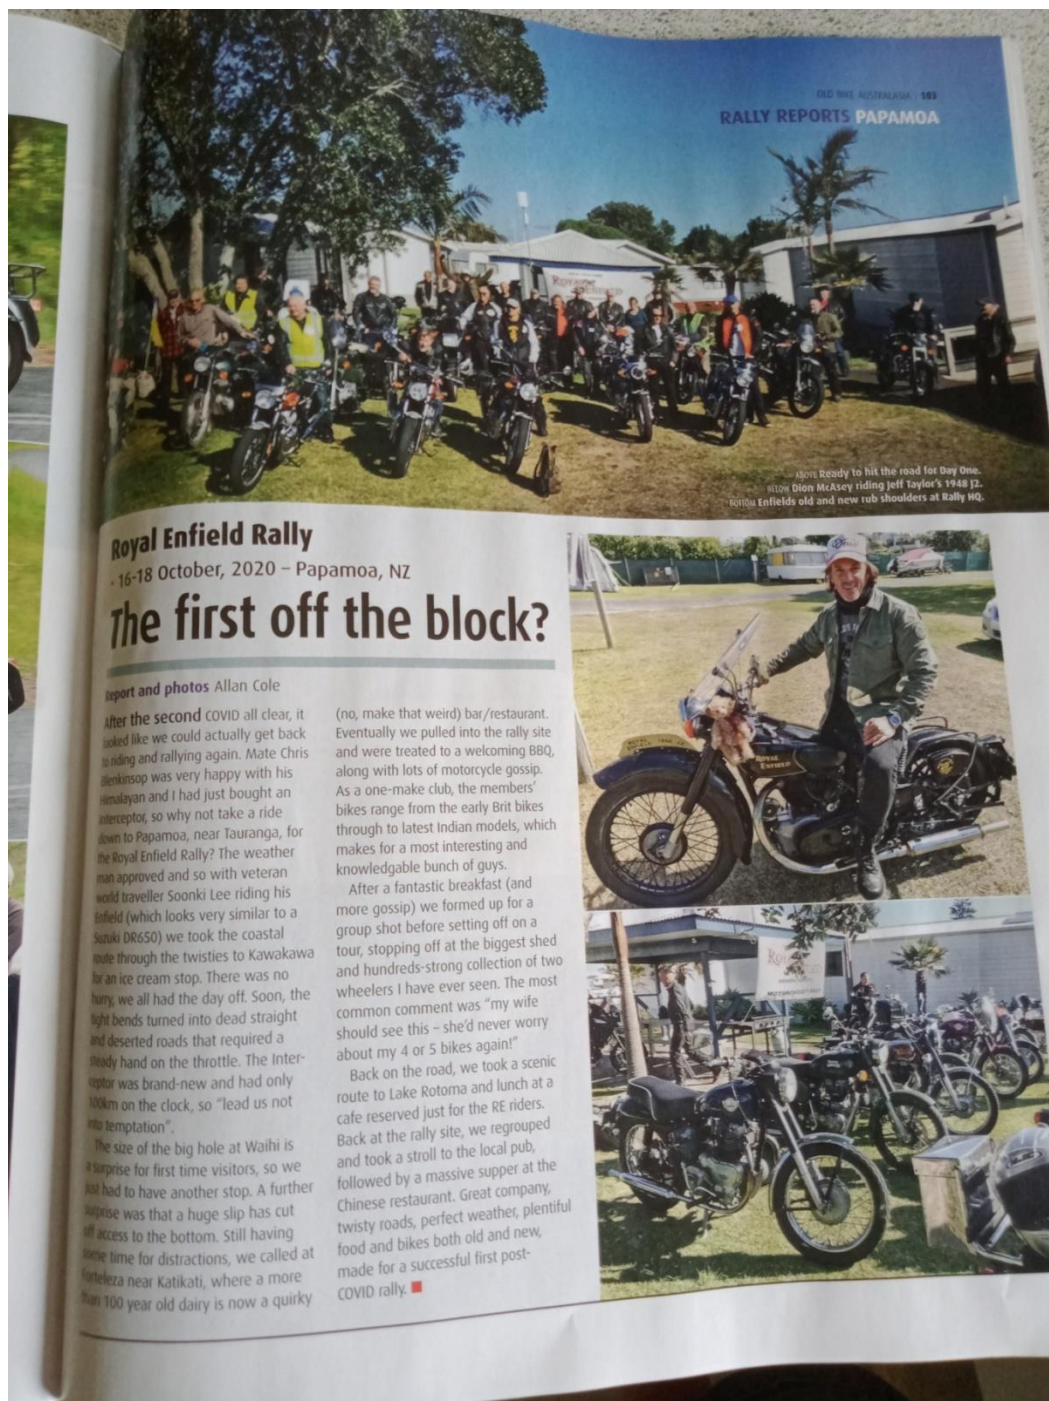 OLD BIKE AUSTRALASIA : 103
RALLY REPORTS PAPAMOA
ROYAL ENFIELD
ABOVE Ready to hit the road for Day One.
BELOW Dion McAsey riding Jeff Taylor's 1948 J2.
BOTTOM Enfields old and new rub shoulders at Rally HQ.
Royal Enfield Rally
• 16-18 October, 2020 – Papamoa, NZ
The first off the block?
Report and photos Allan Cole
After the second COVID all clear, it
looked like we could actually get back
to riding and rallying again. Mate Chris
Blenkinsop was very happy with his
Himalayan and I had just bought an
Interceptor, so why not take a ride
down to Papamoa, near Tauranga, for
the Royal Enfield Rally? The weather
man approved and so with veteran
world traveller Soonki Lee riding his
Enfield (which looks very similar to a
Suzuki DR650) we took the coastal
route through the twisties to Kawakawa
for an ice cream stop. There was no
hurry, we all had the day off. Soon, the
tight bends turned into dead straight
and deserted roads that required a
steady hand on the throttle. The Inter-
ceptor was brand-new and had only
100km on the clock, so "lead us not
into temptation".
The size of the big hole at Waihi is
a surprise for first time visitors, so we
just had to have another stop. A further
surprise was that a huge slip has cut
off access to the bottom. Still having
some time for distractions, we called at
Forteleza near Katikati, where a more
than 100 year old dairy is now a quirky
(no, make that weird) bar/restaurant.
Eventually we pulled into the rally site
and were treated to a welcoming BBQ,
along with lots of motorcycle gossip.
As a one-make club, the members'
bikes range from the early Brit bikes
through to latest Indian models, which
makes for a most interesting and
knowledgable bunch of guys.
After a fantastic breakfast (and
more gossip) we formed up for a
group shot before setting off on a
tour, stopping off at the biggest shed
and hundreds-strong collection of two
wheelers I have ever seen. The most
common comment was "my wife
should see this – she'd never worry
about my 4 or 5 bikes again!"
Back on the road, we took a scenic
route to Lake Rotoma and lunch at a
cafe reserved just for the RE riders.
Back at the rally site, we regrouped
and took a stroll to the local pub,
followed by a massive supper at the
Chinese restaurant. Great company,
twisty roads, perfect weather, plentiful
food and bikes both old and new,
made for a successful first post-
COVID rally.
ROYAL
ENFIELD